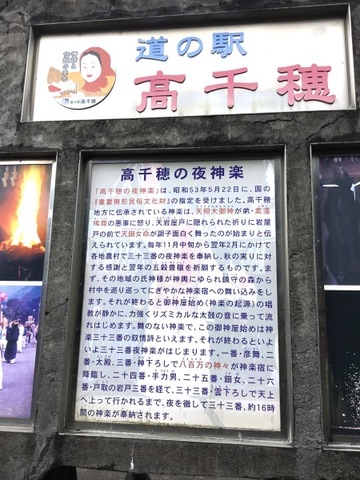 道の駅
高千穂
高千穂の夜神楽
「高千穂の夜神楽」は、昭和53年5月22日に、国の
『重要無形民俗文化財』の指定を受けました。高千穂
地方に伝承されている神楽は、天照大御神が弟・素戔
鳴尊の悪事に怒り、天岩屋戸に隠れられた折りに岩屋
戸の前で天鈿女命が調子面白く舞ったのが始まりと伝
えられています。毎年11月中旬から翌年2月にかけて
各地農村で三十三番の夜神楽を奉納し、秋の実りに対
する感謝と翌年の五穀豊穣を祈願するものです。ま
ず、その地域の氏神様が神輿にゆられ鎮守の森から
村中を巡り巡ってにぎやかな神楽宿への舞い込みをし
ます。それが終わると御神屋始め(神楽の起源)の唱
教が静かに、力強くリズミカルな太鼓の音に乗って流
れはじめます。舞のない神楽で、この御神屋始めは神
楽三十三番の叙情詩といえます。それが終わるといよ
いよ三十三番夜神楽がはじまります。一番・彦舞、二
番・太殿、三番・神下ろしで八百万の神々が神楽宿に
降臨し、二十四番・手力男、二十五番・鈿女、二十六
番・戸取の岩戸三番を経て、三十三番・雲下ろしで天上
へ上って行かれるまで、夜を徹して三十三番、約16時
間の神楽が奉納されます。